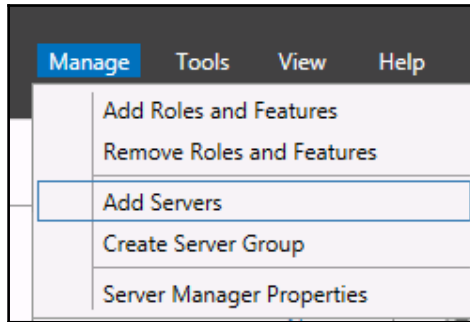 Manage Tools View Help
Add Roles and Features
Remove Roles and Features
Add Servers
Create Server Group
Server Manager Properties